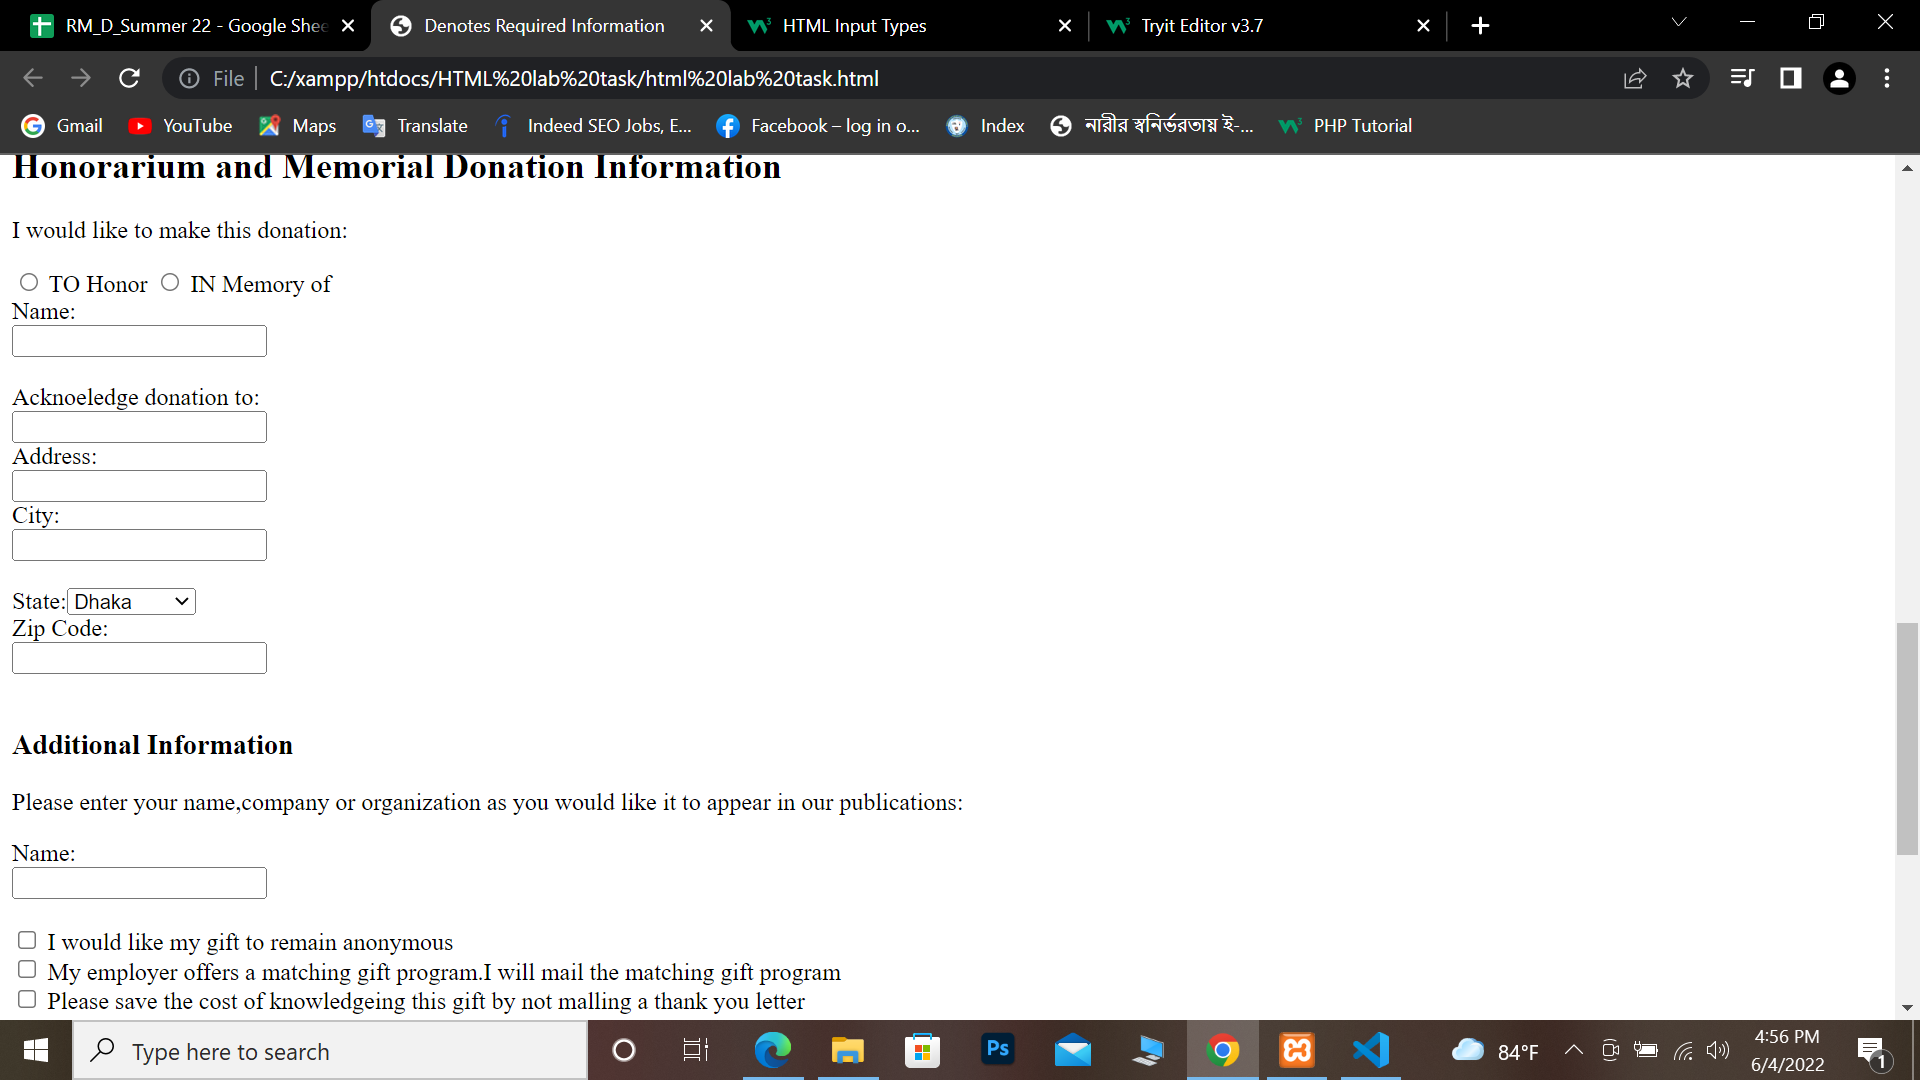 RM_D_Summer 22 - Google Shee
Denotes Required Information
HTML Input Types
Tryit Editor v3.7
File
C:/xampp/htdocs/HTML%20lab%20task/html%20lab%20task.html
Gmail
YouTube
Maps
Translate
Indeed SEO Jobs, E...
Facebook – log in o...
Index
নারীর স্বনির্ভরতায় ই-...
PHP Tutorial
Honorarium and Memorial Donation Information
I would like to make this donation:
TO Honor IN Memory of
Name:
Acknoeledge donation to:
Address:
City:
State: Dhaka
Zip Code:
Additional Information
Please enter your name,company or organization as you would like it to appear in our publications:
Name:
I would like my gift to remain anonymous
My employer offers a matching gift program.I will mail the matching gift program
Please save the cost of knowledgeing this gift by not malling a thank you letter
Type here to search
Ps
84°F
4:56 PM
6/4/2022
1